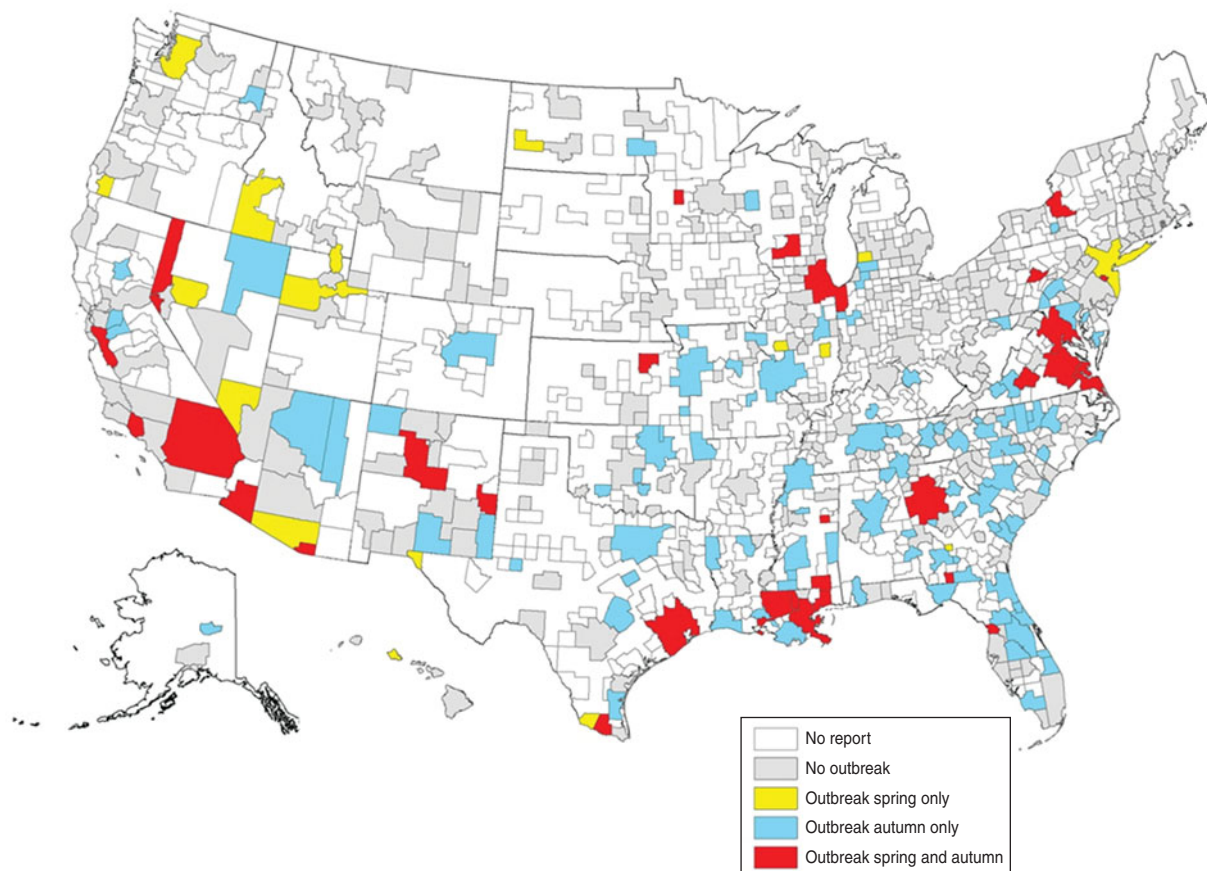 No report
No outbreak
Outbreak spring only
Outbreak autumn only
Outbreak spring and autumn